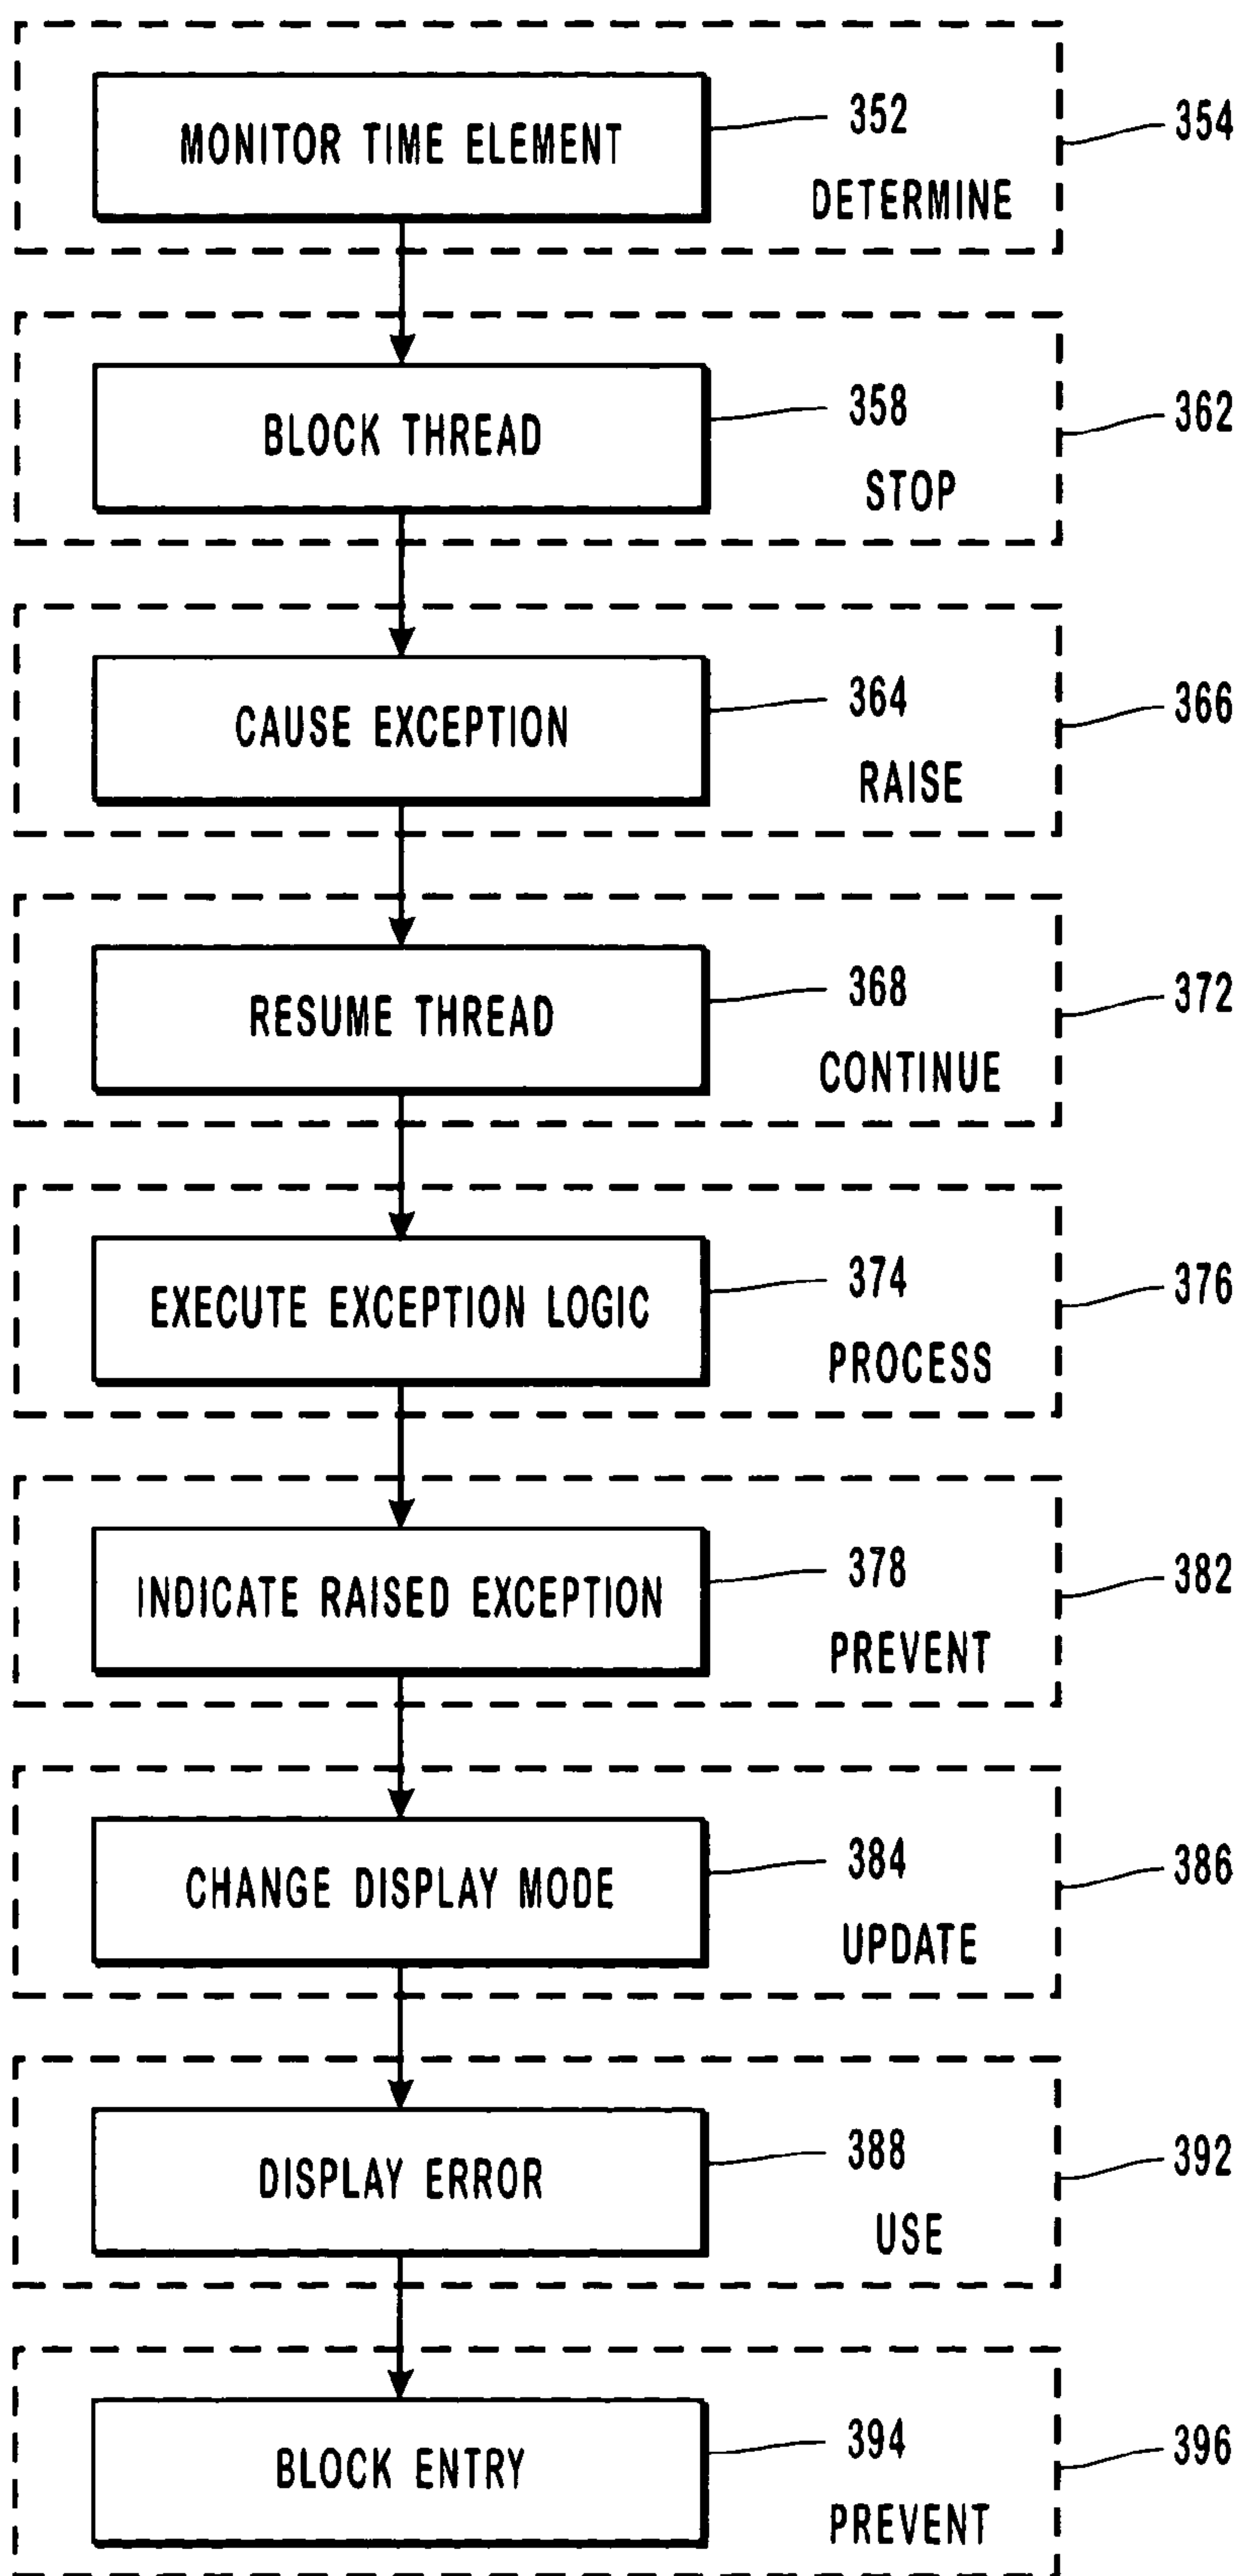 MONITOR TIME ELEMENT
352
DETERMINE
354
BLOCK THREAD
358
STOP
362
CAUSE EXCEPTION
364
RAISE
366
RESUME THREAD
368
CONTINUE
372
EXECUTE EXCEPTION LOGIC
374
PROCESS
376
INDICATE RAISED EXCEPTION
378
PREVENT
382
CHANGE DISPLAY MODE
384
UPDATE
386
DISPLAY ERROR
388
USE
392
BLOCK ENTRY
394
PREVENT
396